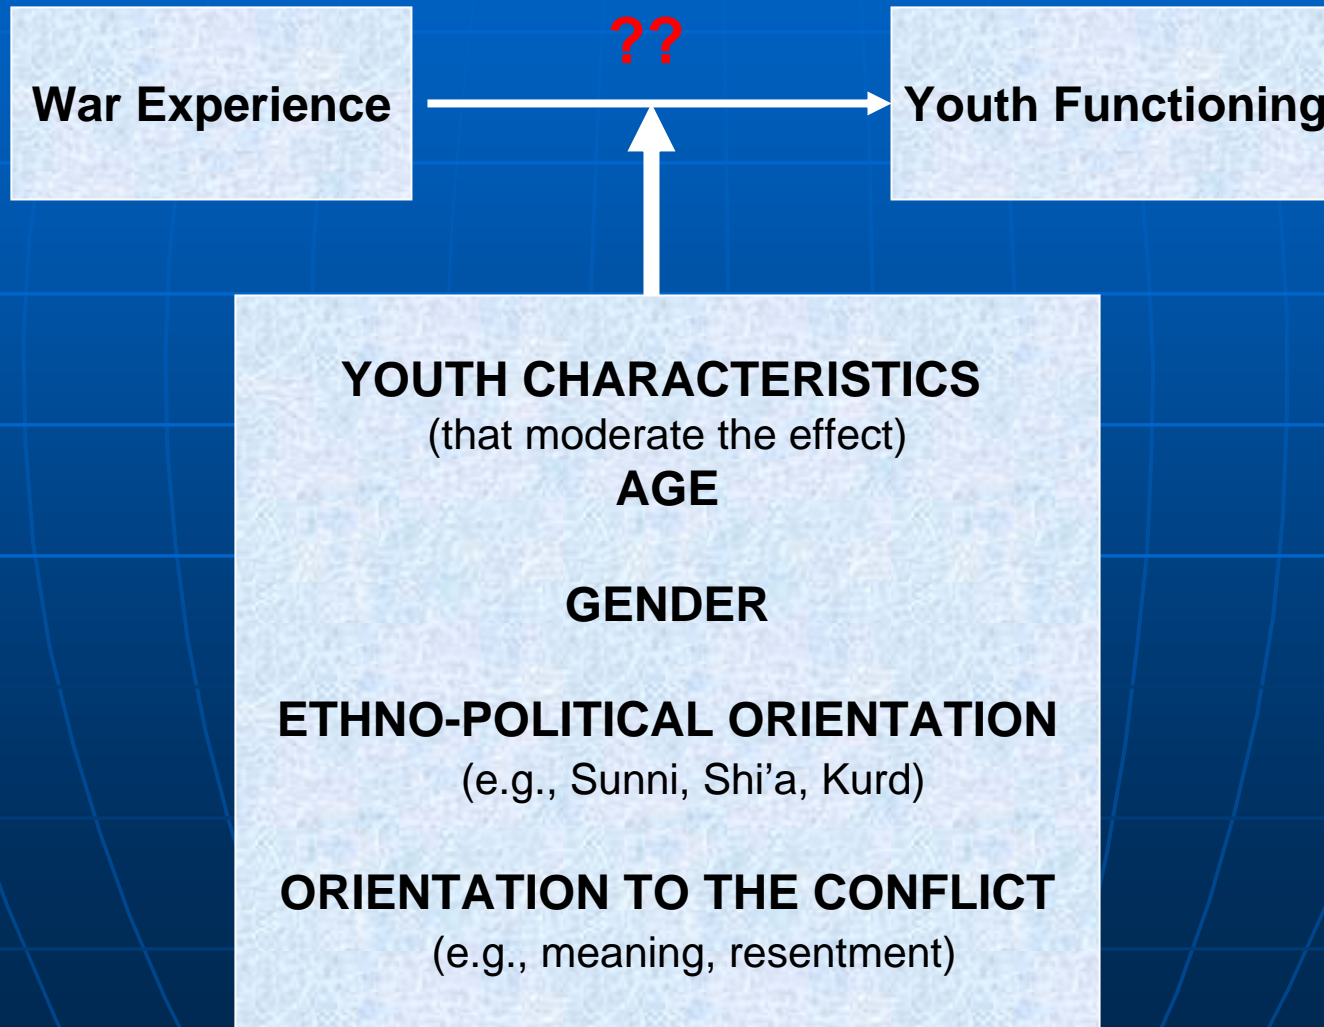 ??
War Experience
Youth Functioning
YOUTH CHARACTERISTICS
(that moderate the effect)
AGE
GENDER
ETHNO-POLITICAL ORIENTATION
(e.g., Sunni, Shi’a, Kurd)
ORIENTATION TO THE CONFLICT
(e.g., meaning, resentment)